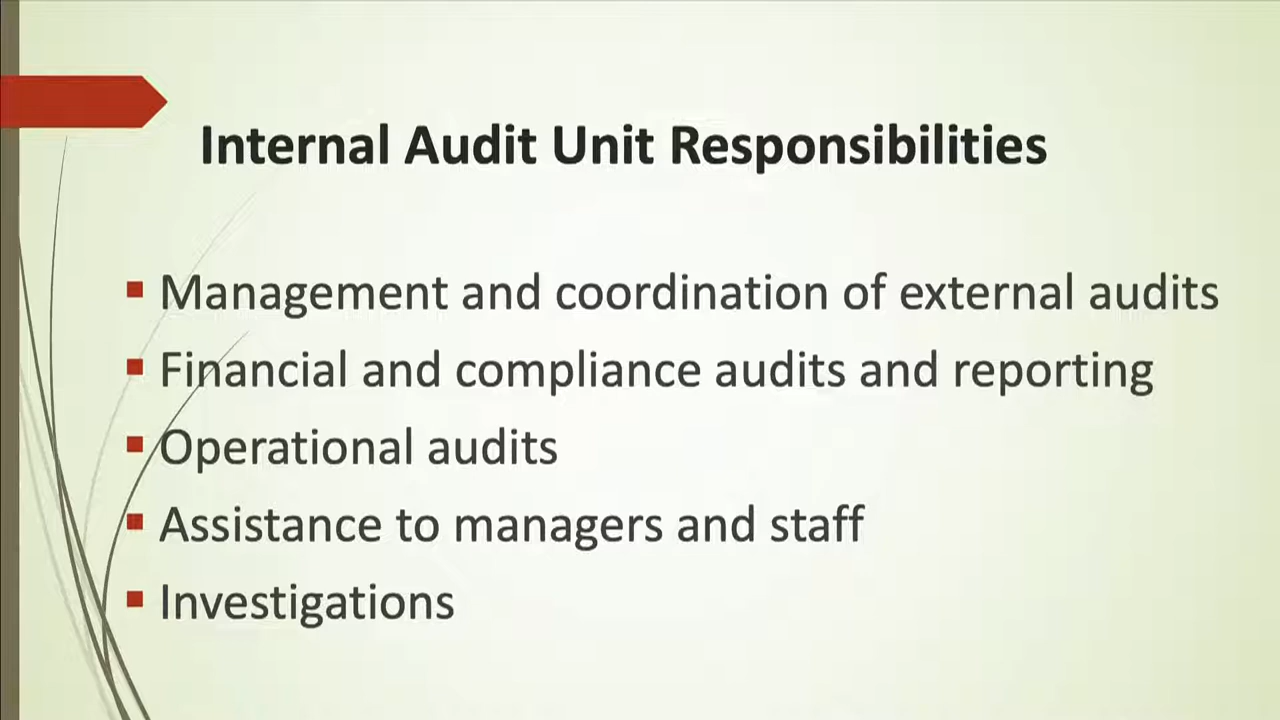 Internal Audit Unit Responsibilities
Management and coordination of external audits
Financial and compliance audits and reporting
Operational audits
Assistance to managers and staff
Investigations